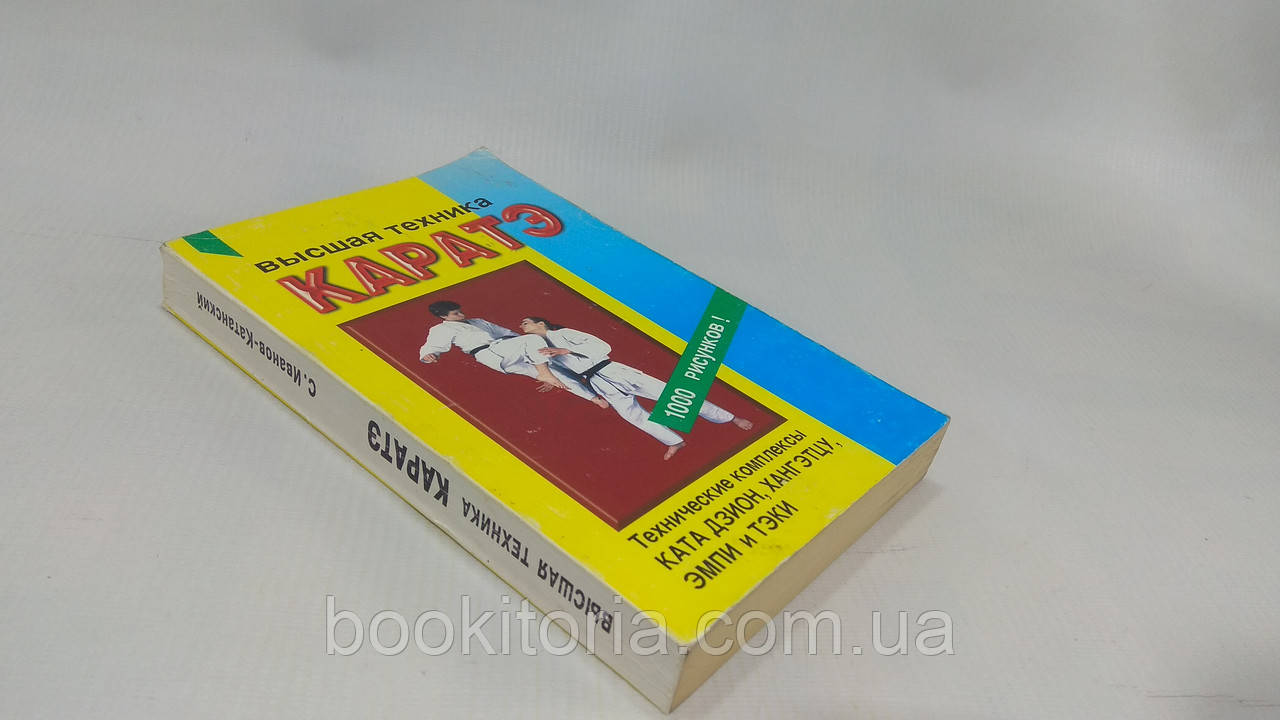 Высшая техника
КАРАТЭ
1000 рисунков!
Технические комплексы
КАТА ДЗИОН, ХАНГЭТЦУ,
ЭМПИ и ТЭКИ
ВЫСШАЯ ТЕХНИКА КАРАТЭ
С. Иванов-Катанский
bookitoria.com.ua